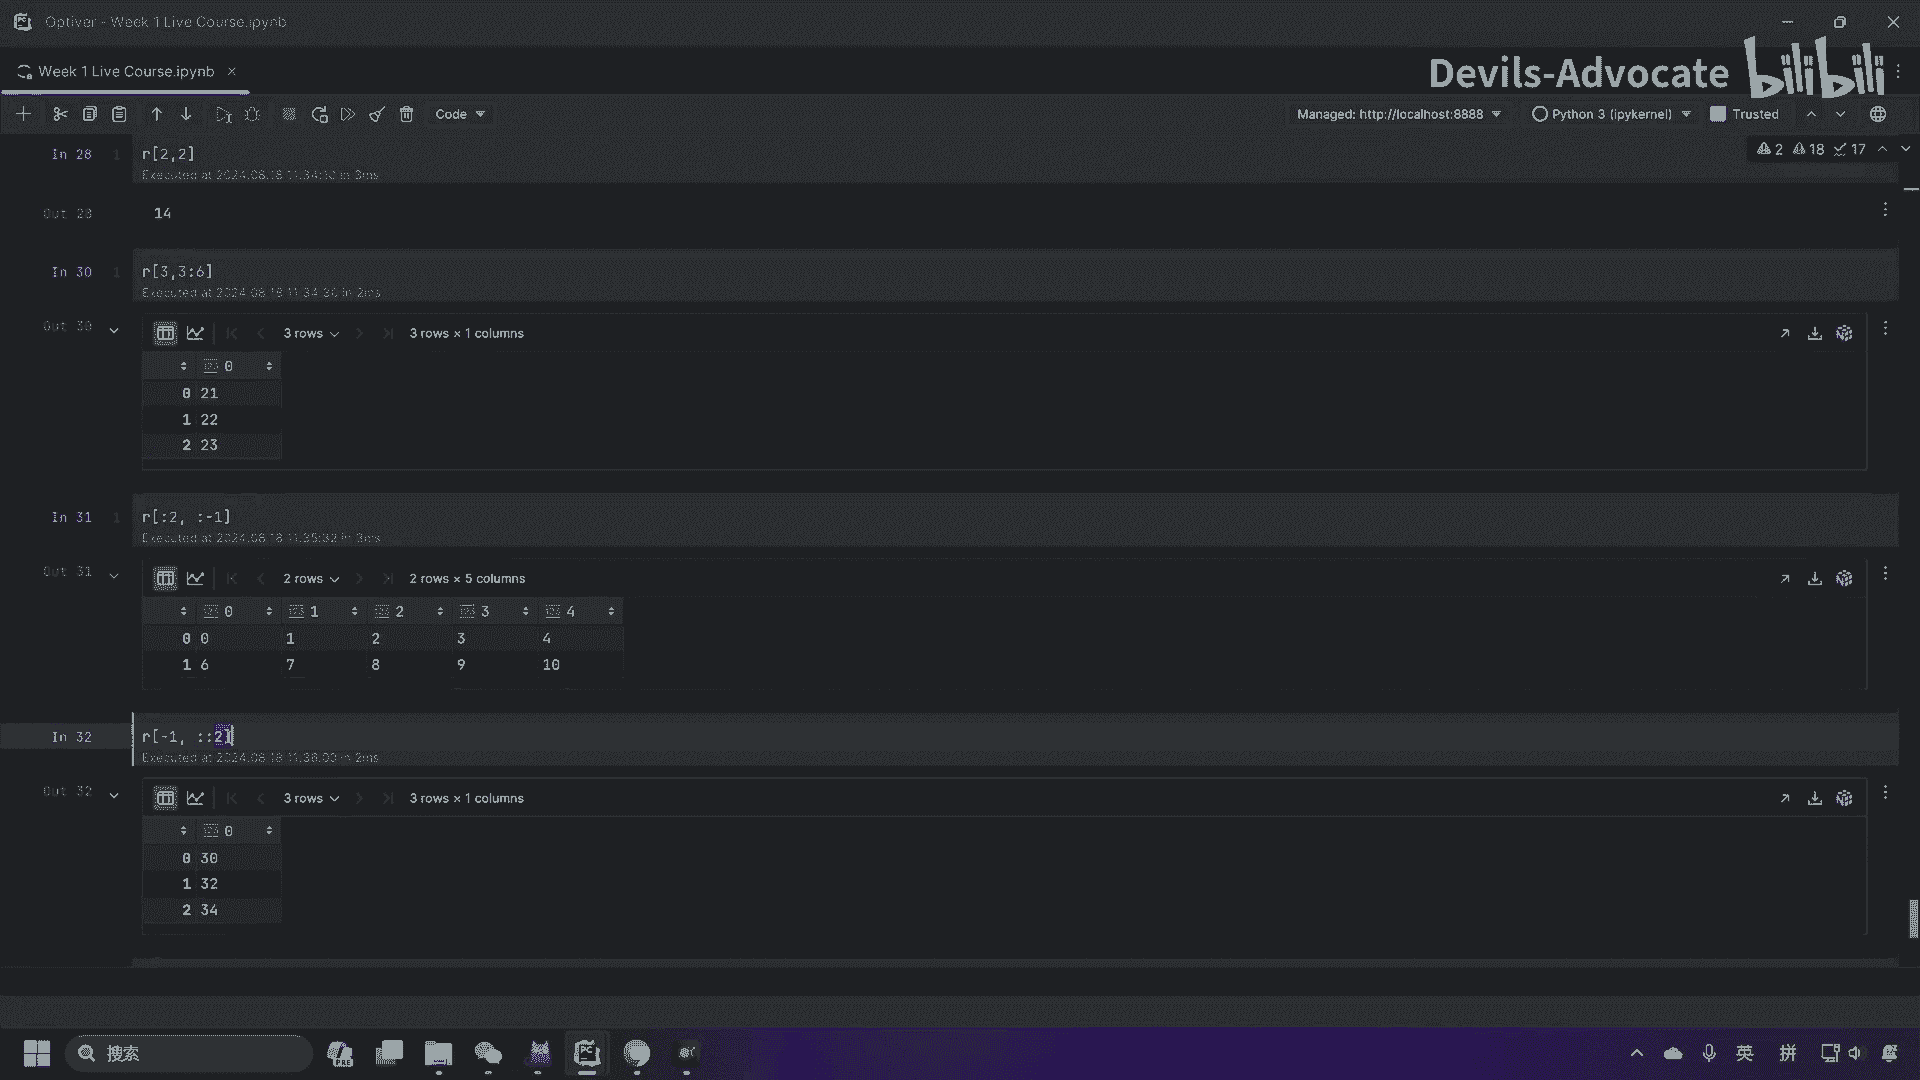 Optiver - Week 1 Live Course.ipynb
Week 1 Live Course.ipynb
Devils-Advocate bilibili
Code
Managed: http://localhost:8888
Python 3 (ipykernel)
Trusted
2 18 17
In 28 1 r[2,2]
Executed at 2024.08.18 11:34:10 in 3ms
Out 28 14
In 30 1 r[3,3:6]
Executed at 2024.08.18 11:34:36 in 2ms
Out 30
3 rows 3 rows × 1 columns
0
0 21
1 22
2 23
In 31 1 r[:2, :-1]
Executed at 2024.08.18 11:35:32 in 3ms
Out 31
2 rows 2 rows × 5 columns
0 1 2 3 4
0 0 1 2 3 4
1 6 7 8 9 10
In 32 r[-1, ::2]
Executed at 2024.08.18 11:36:00 in 2ms
Out 32
3 rows 3 rows × 1 columns
0
0 30
1 32
2 34
搜索
英 拼